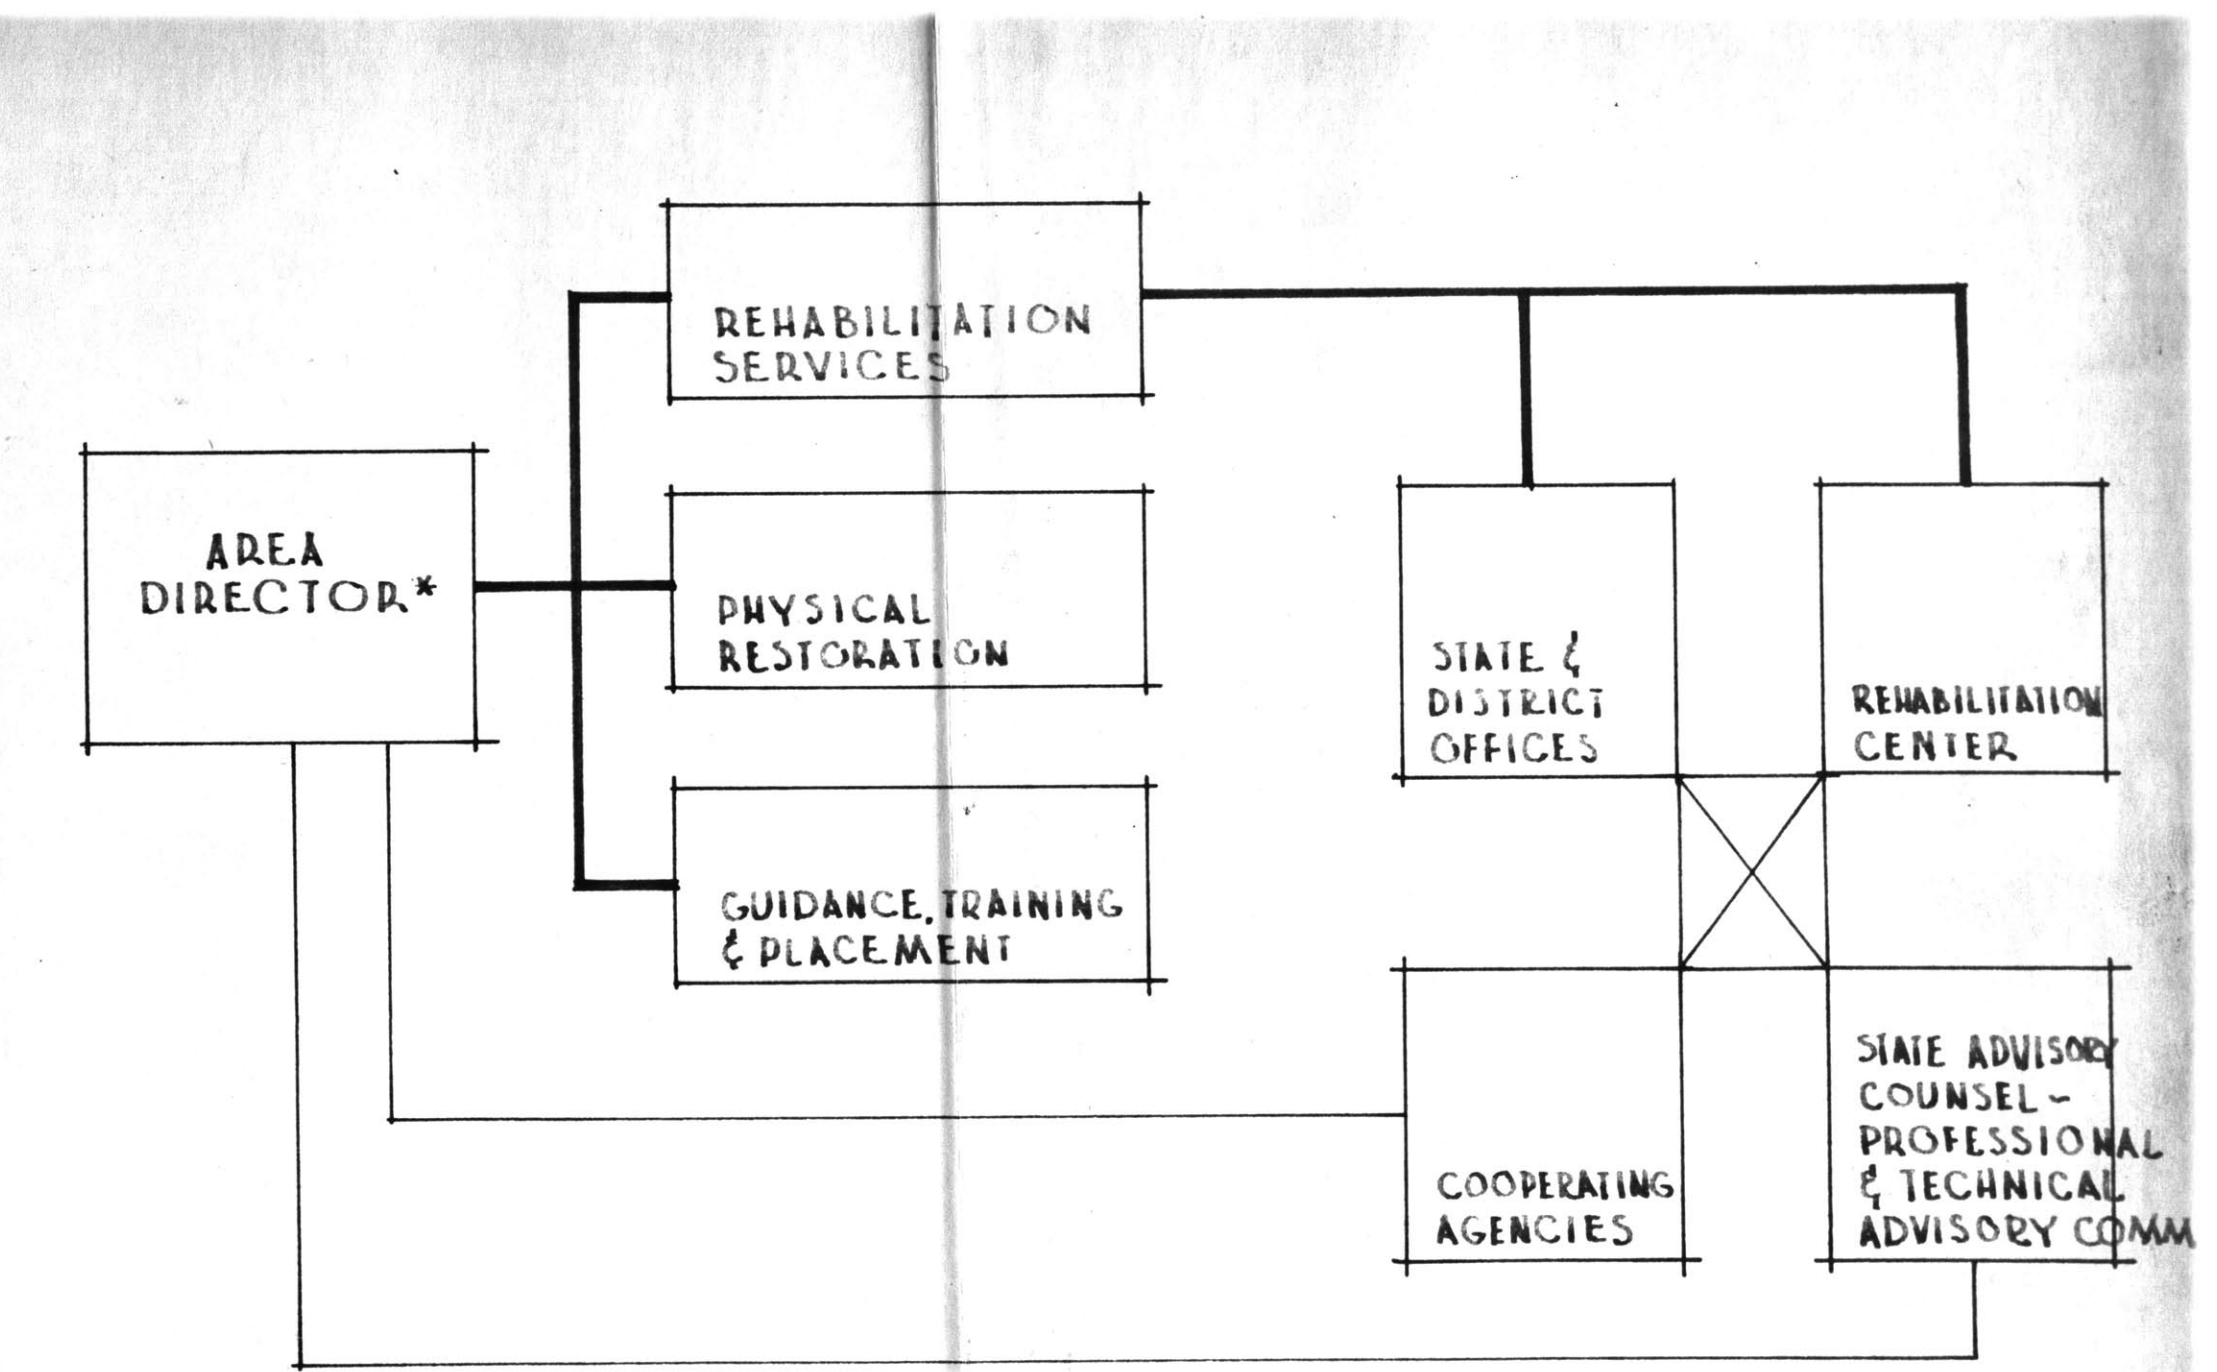 REHABILITATION
SERVICES
AREA
DIRECTOR*
PHYSICAL
RESTORATION
STATE &
DISTRICT
OFFICES
REHABILITATION
CENTER
GUIDANCE, TRAINING
& PLACEMENT
COOPERATING
AGENCIES
STATE ADVISORY
COUNSEL -
PROFESSIONAL
& TECHNICAL
ADVISORY COMM